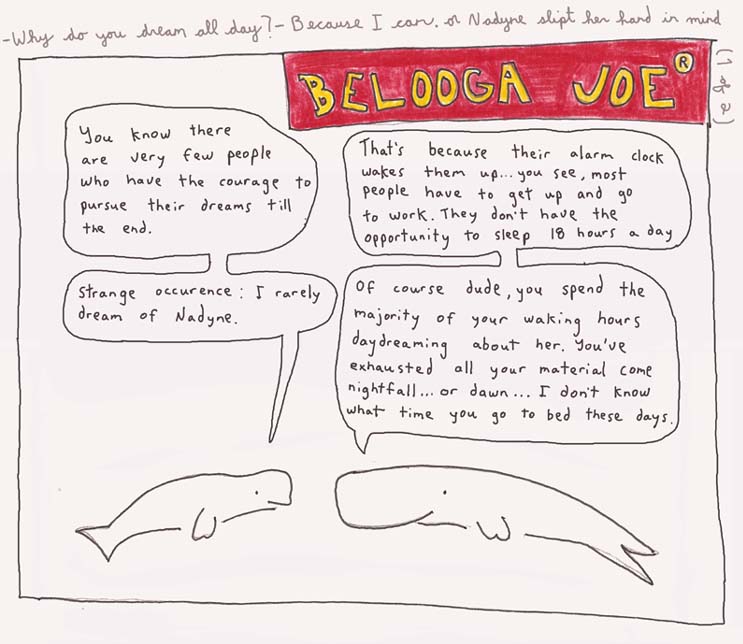 -Why do you dream all day?- Because I can. or Nadyne slipt her hand in mind
(1 of 2)
BELOOGA JOE®
You know there
are very few people
who have the courage to
pursue their dreams till
the end.
Strange occurence: I rarely
dream of Nadyne.
That's because their alarm clock
wakes them up... you see, most
people have to get up and go
to work. They don't have the
opportunity to sleep 18 hours a day
Of course dude, you spend the
majority of your waking hours
daydreaming about her. You've
exhausted all your material come
nightfall... or dawn... I don't know
what time you go to bed these days.